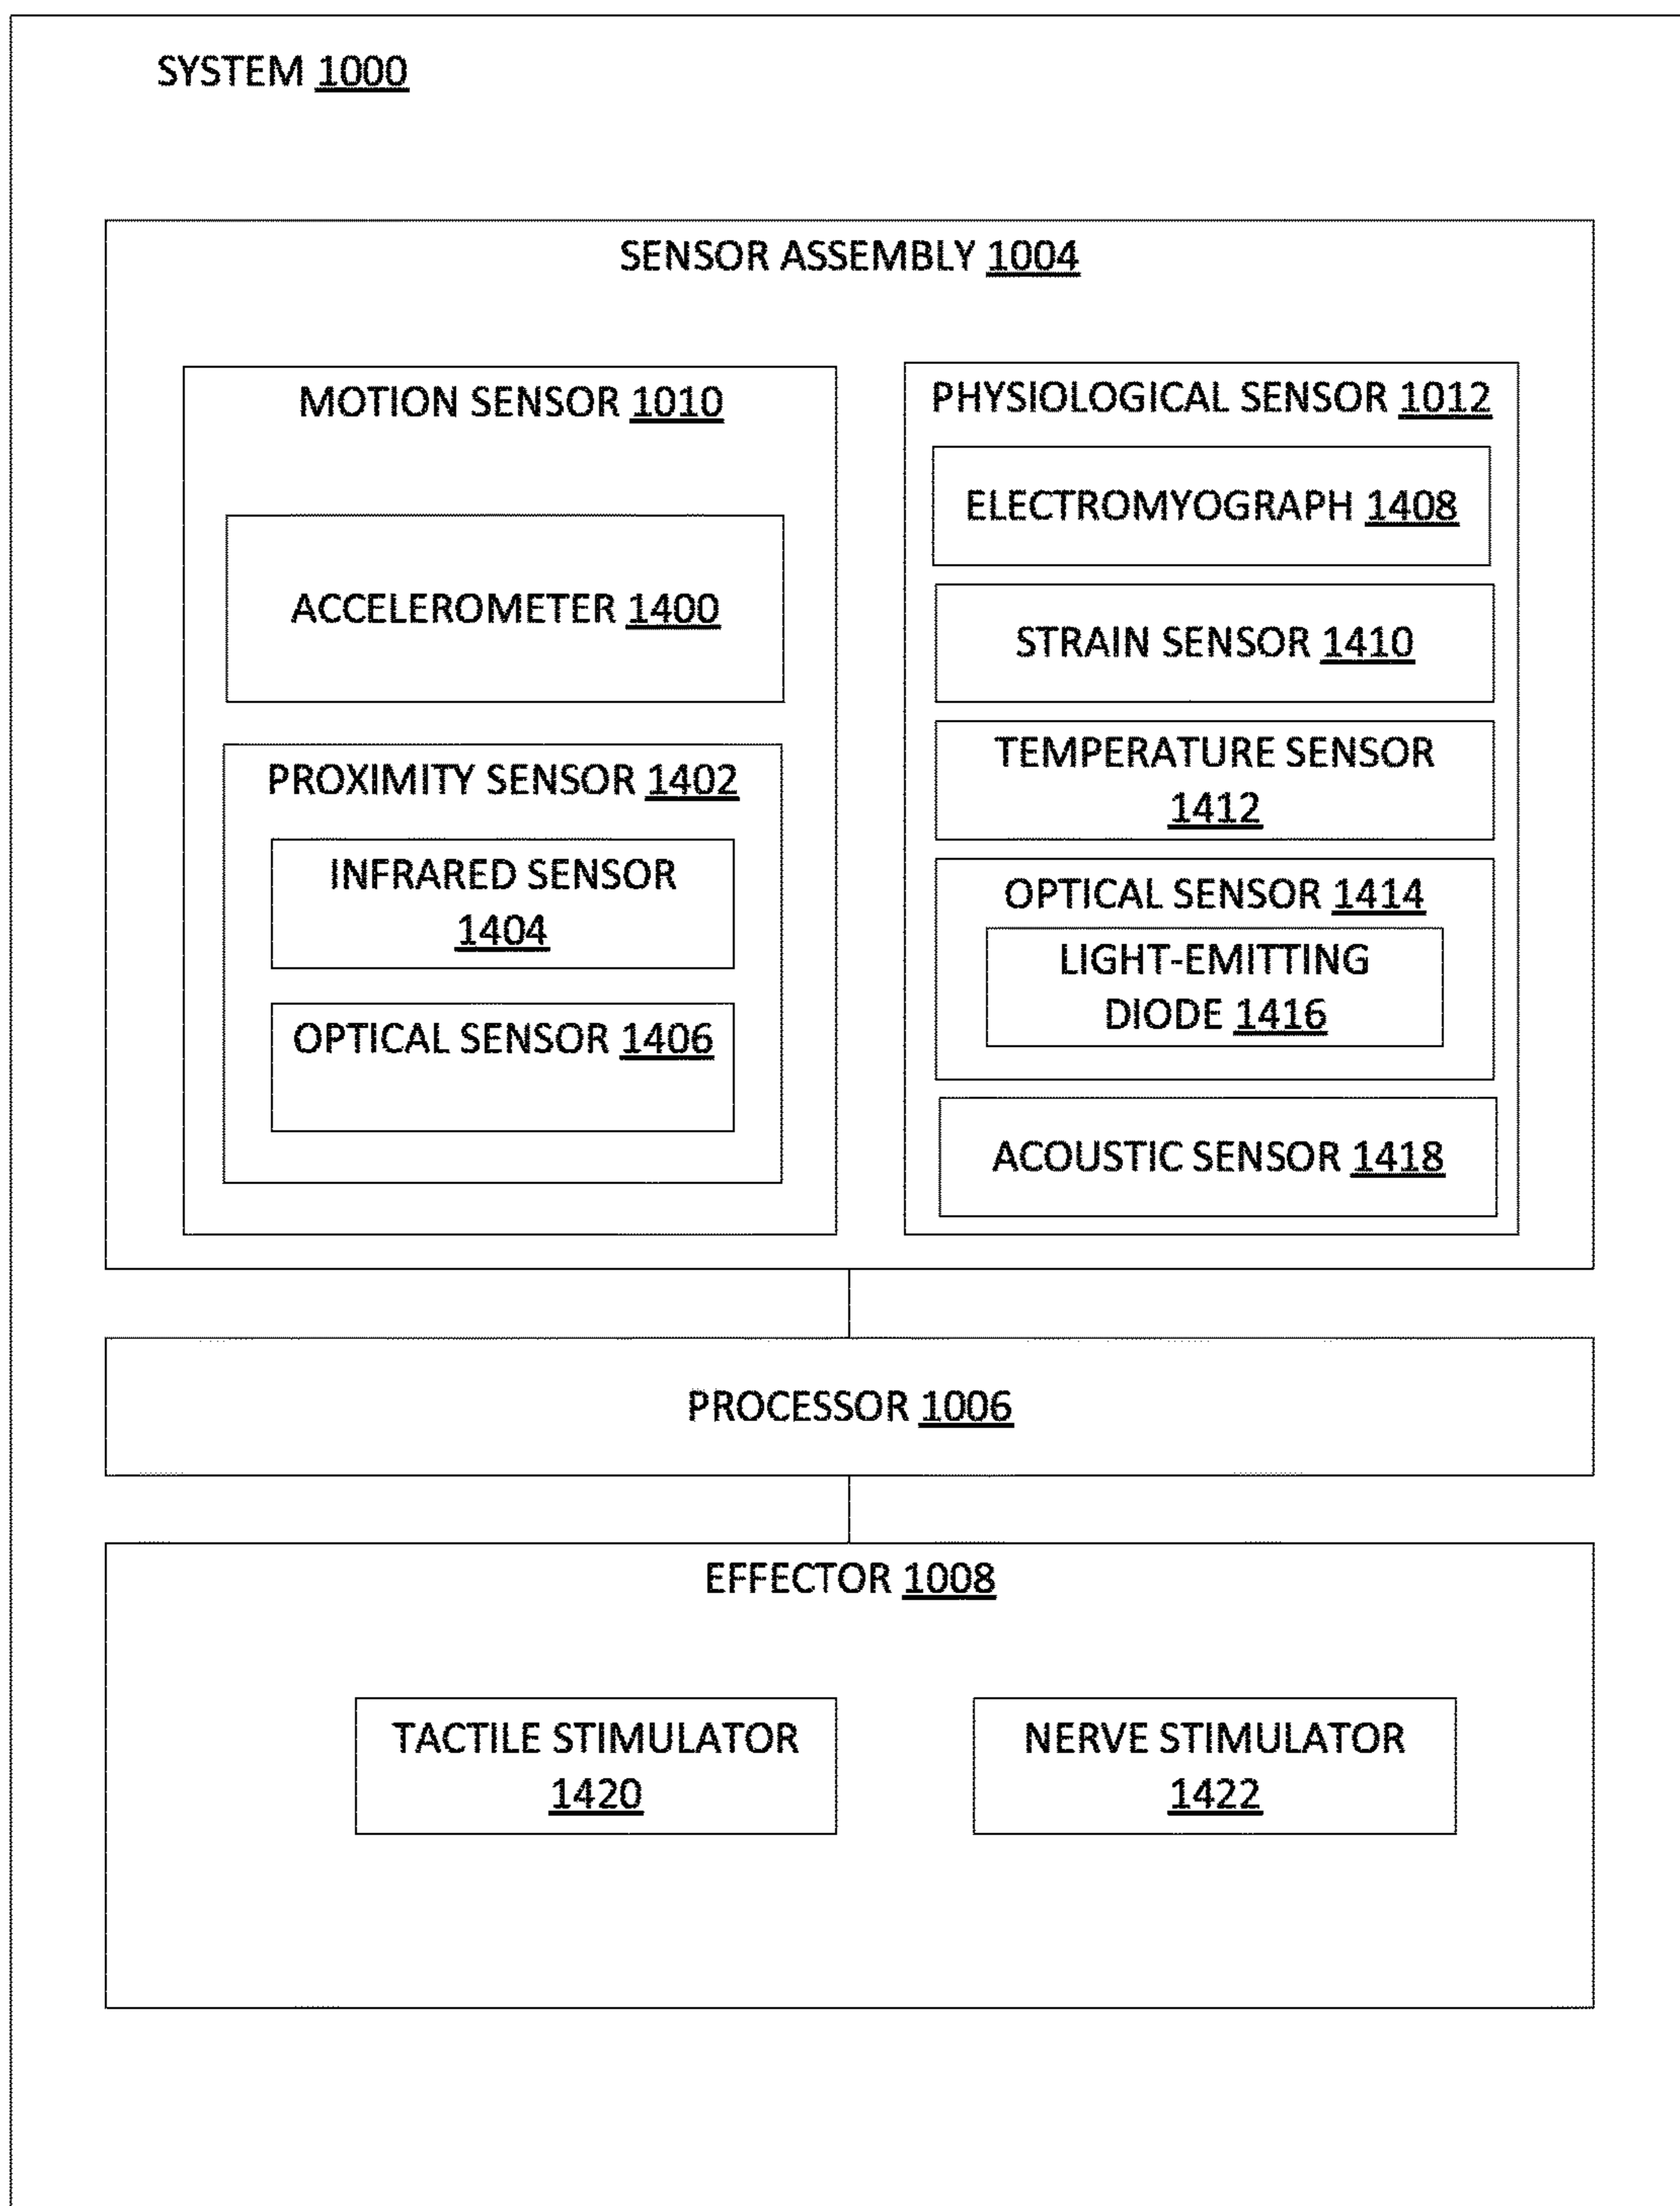 SYSTEM 1000
SENSOR ASSEMBLY 1004
MOTION SENSOR 1010
ACCELEROMETER 1400
PROXIMITY SENSOR 1402
INFRARED SENSOR
1404
OPTICAL SENSOR 1406
PHYSIOLOGICAL SENSOR 1012
ELECTROMYOGRAPH 1408
STRAIN SENSOR 1410
TEMPERATURE SENSOR
1412
OPTICAL SENSOR 1414
LIGHT-EMITTING
DIODE 1416
ACOUSTIC SENSOR 1418
PROCESSOR 1006
EFFECTOR 1008
TACTILE STIMULATOR
1420
NERVE STIMULATOR
1422